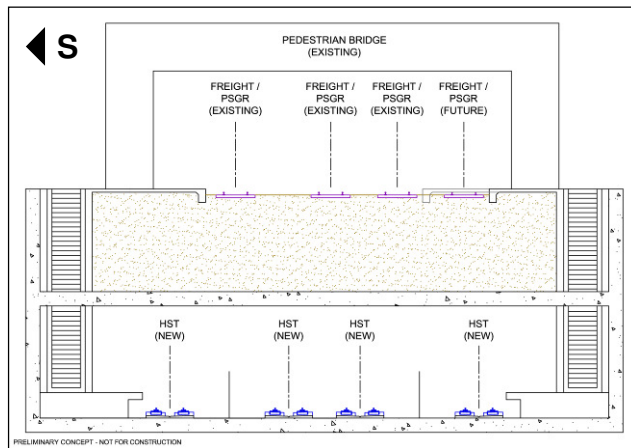 S
PEDESTRIAN BRIDGE
(EXISTING)
FREIGHT /
PSGR
(EXISTING)
FREIGHT /
PSGR
(EXISTING)
FREIGHT /
PSGR
(EXISTING)
FREIGHT /
PSGR
(FUTURE)
HST
(NEW)
HST
(NEW)
HST
(NEW)
HST
(NEW)
PRELIMINARY CONCEPT - NOT FOR CONSTRUCTION